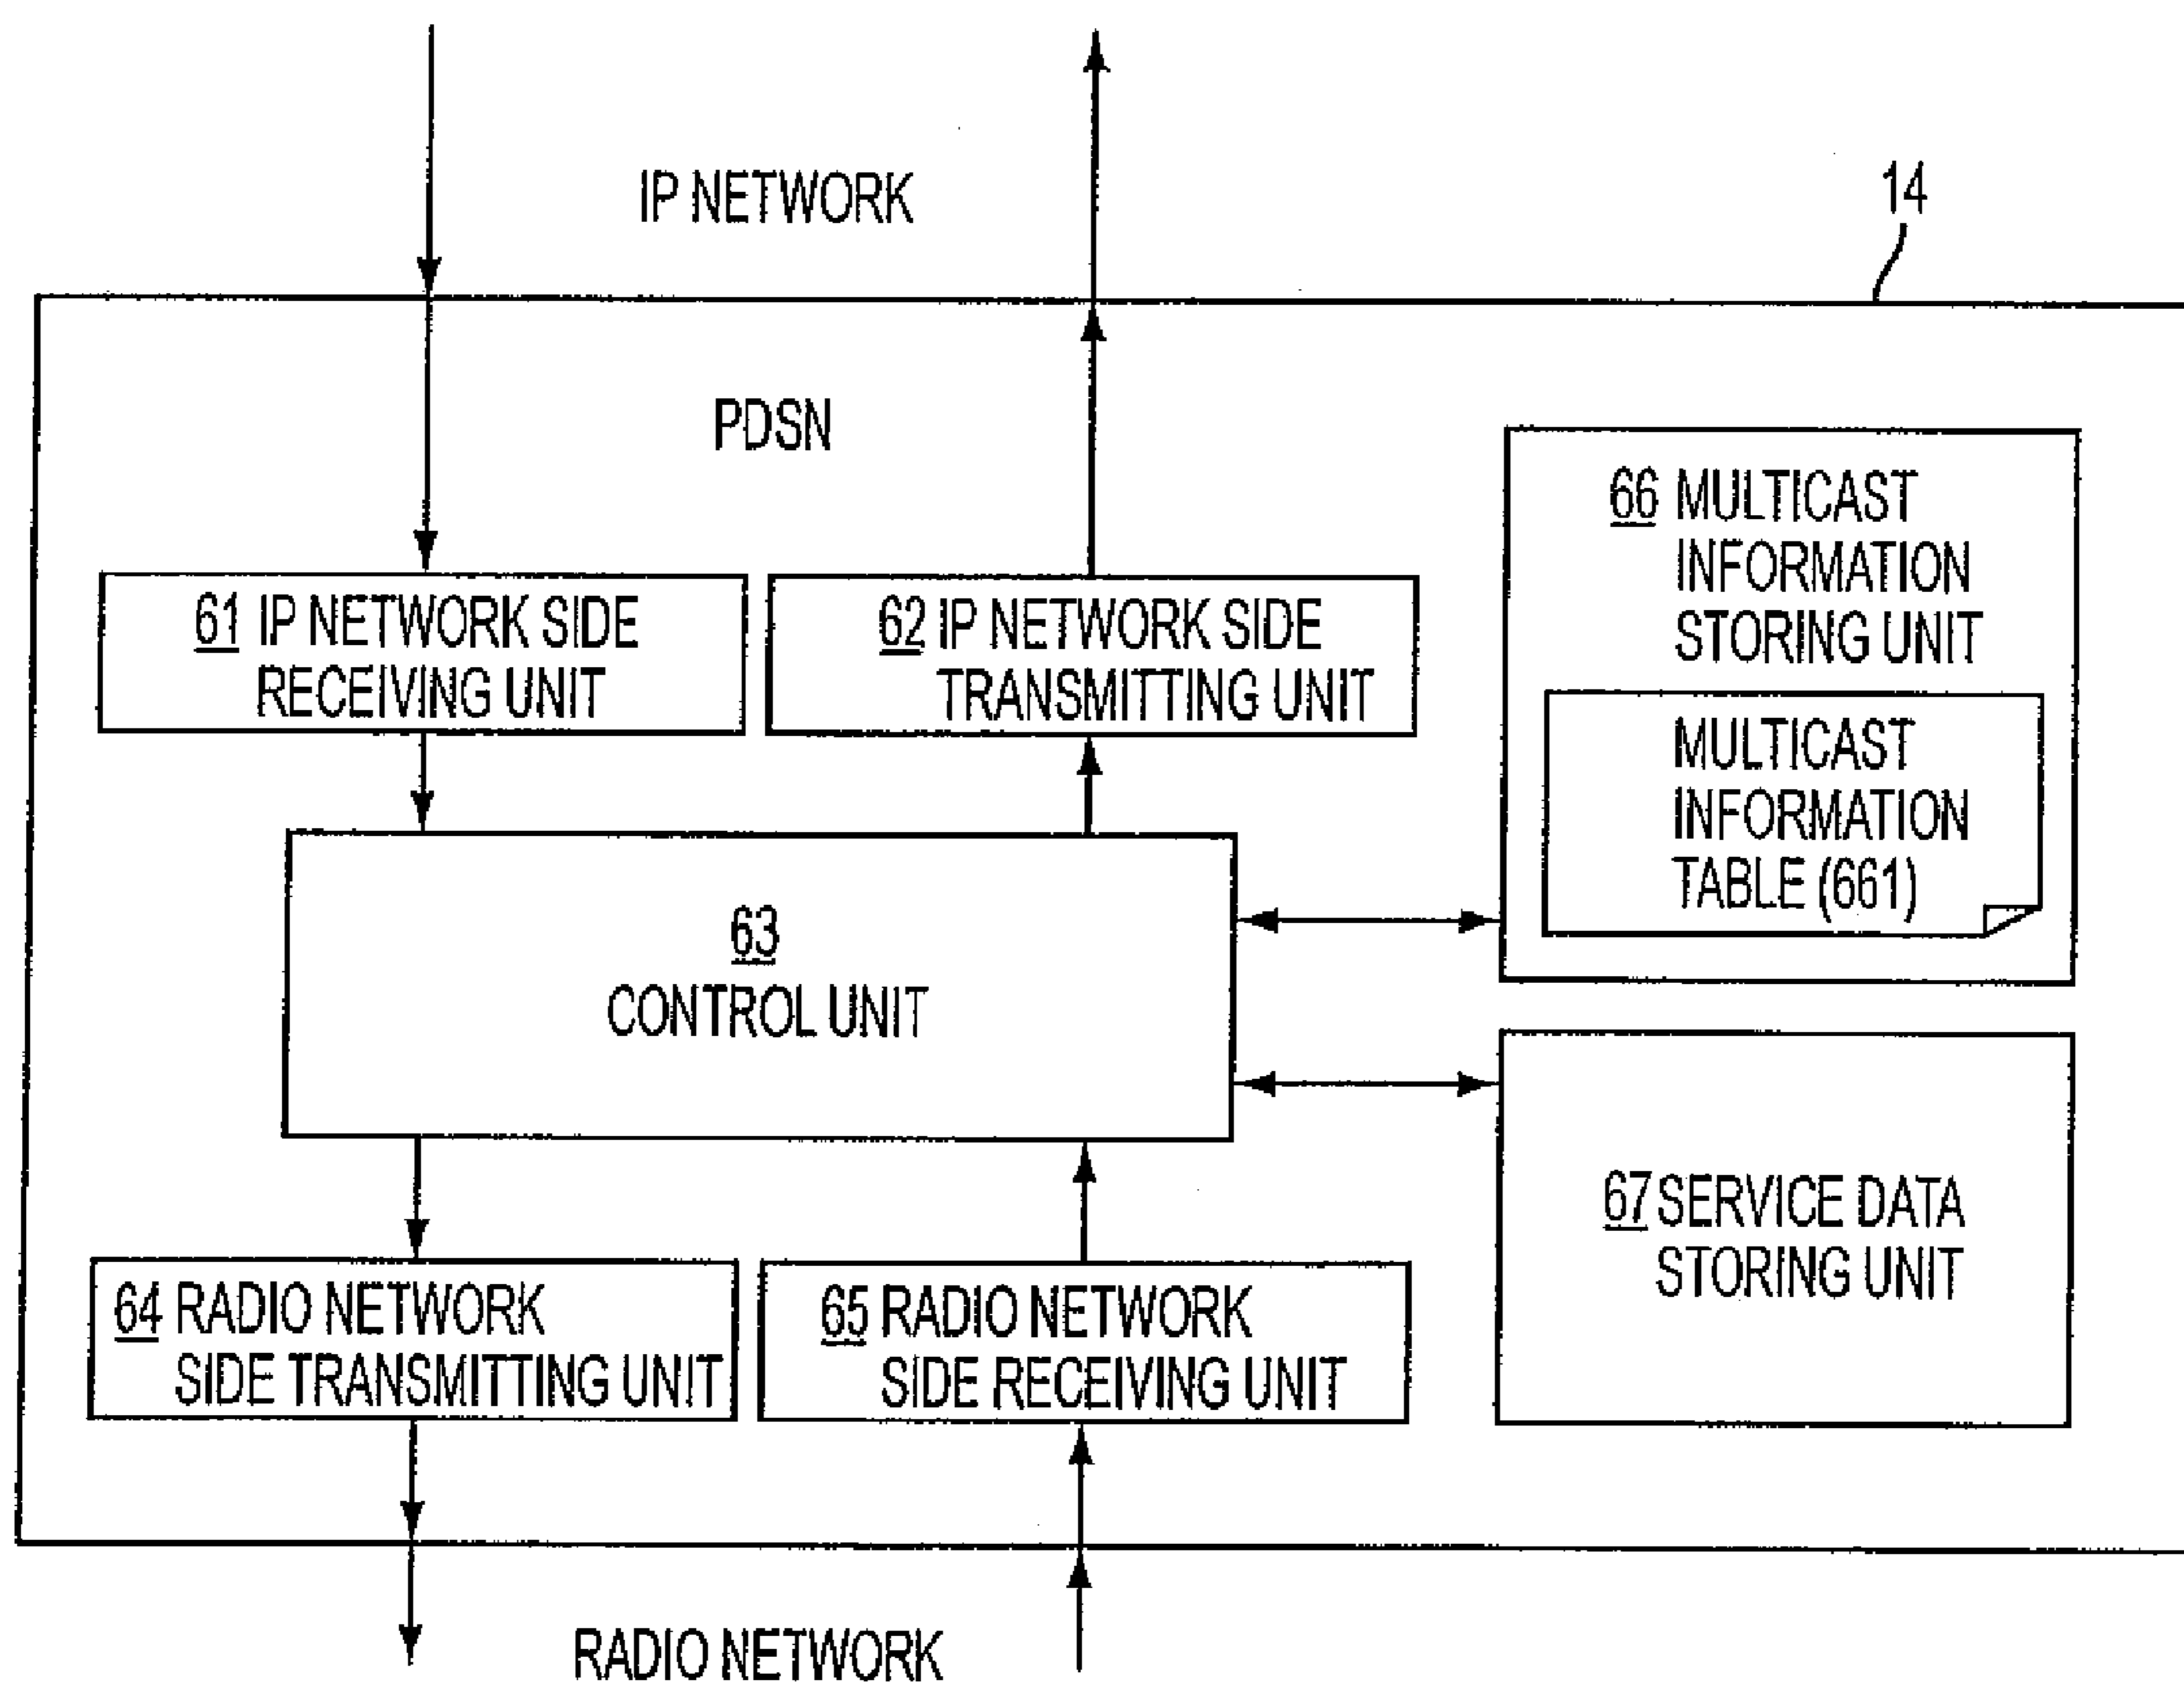 IP NETWORK
14
PDSN
61 IP NETWORK SIDE
RECEIVING UNIT
62 IP NETWORK SIDE
TRANSMITTING UNIT
66 MULTICAST
INFORMATION
STORING UNIT
MULTICAST
INFORMATION
TABLE (661)
63
CONTROL UNIT
67 SERVICE DATA
STORING UNIT
64 RADIO NETWORK
SIDE TRANSMITTING UNIT
65 RADIO NETWORK
SIDE RECEIVING UNIT
RADIO NETWORK